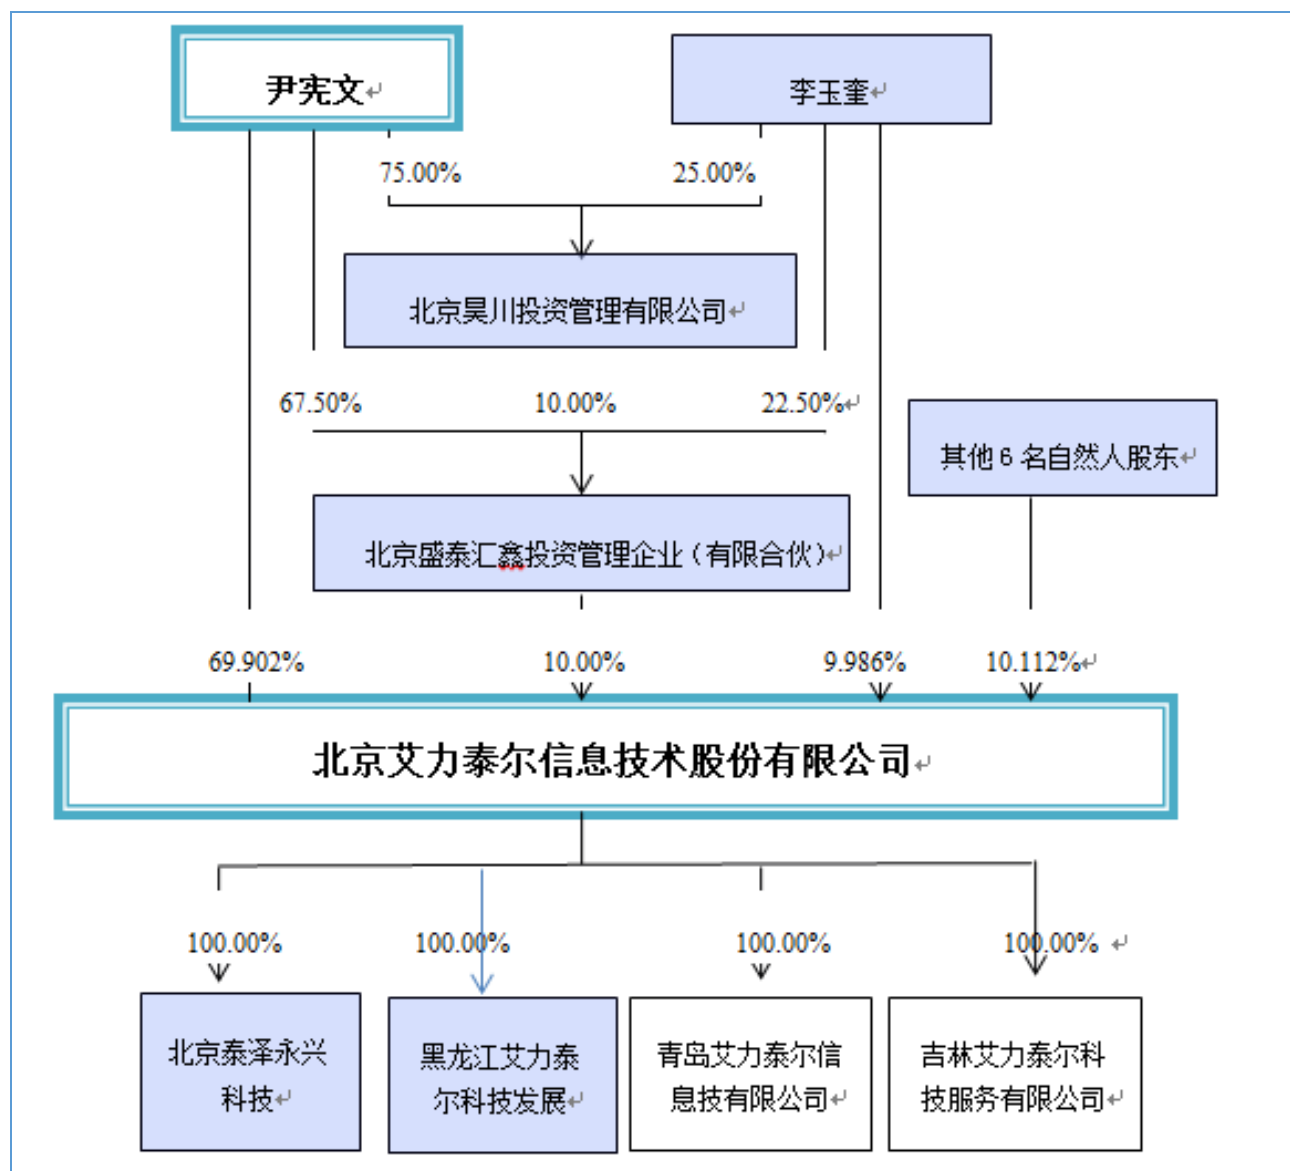 尹宪文
李玉奎
75.00%
25.00%
北京昊川投资管理有限公司
67.50%
10.00%
22.50%
其他 6 名自然人股东
北京盛泰汇鑫投资管理企业（有限合伙）
69.902%
10.00%
9.986%
10.112%
北京艾力泰尔信息技术股份有限公司
100.00%
100.00%
100.00%
100.00%
北京泰泽永兴
科技
黑龙江艾力泰
尔科技发展
青岛艾力泰尔信
息技有限公司
吉林艾力泰尔科
技服务有限公司